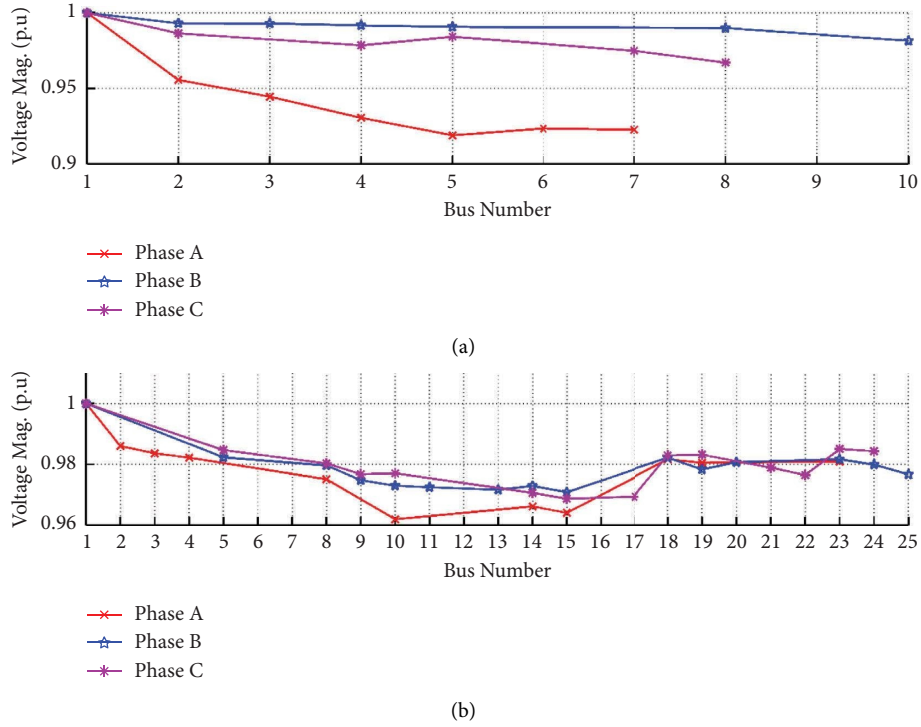 Voltage Mag. (p.u)
1
0.95
0.9
1 2 3 4 5 6 7 8 9 10
Bus Number
Phase A
Phase B
Phase C
(a)
Voltage Mag. (p.u)
1
0.98
0.96
1 2 3 4 5 6 7 8 9 10 11 12 13 14 15 16 17 18 19 20 21 22 23 24 25
Bus Number
Phase A
Phase B
Phase C
(b)